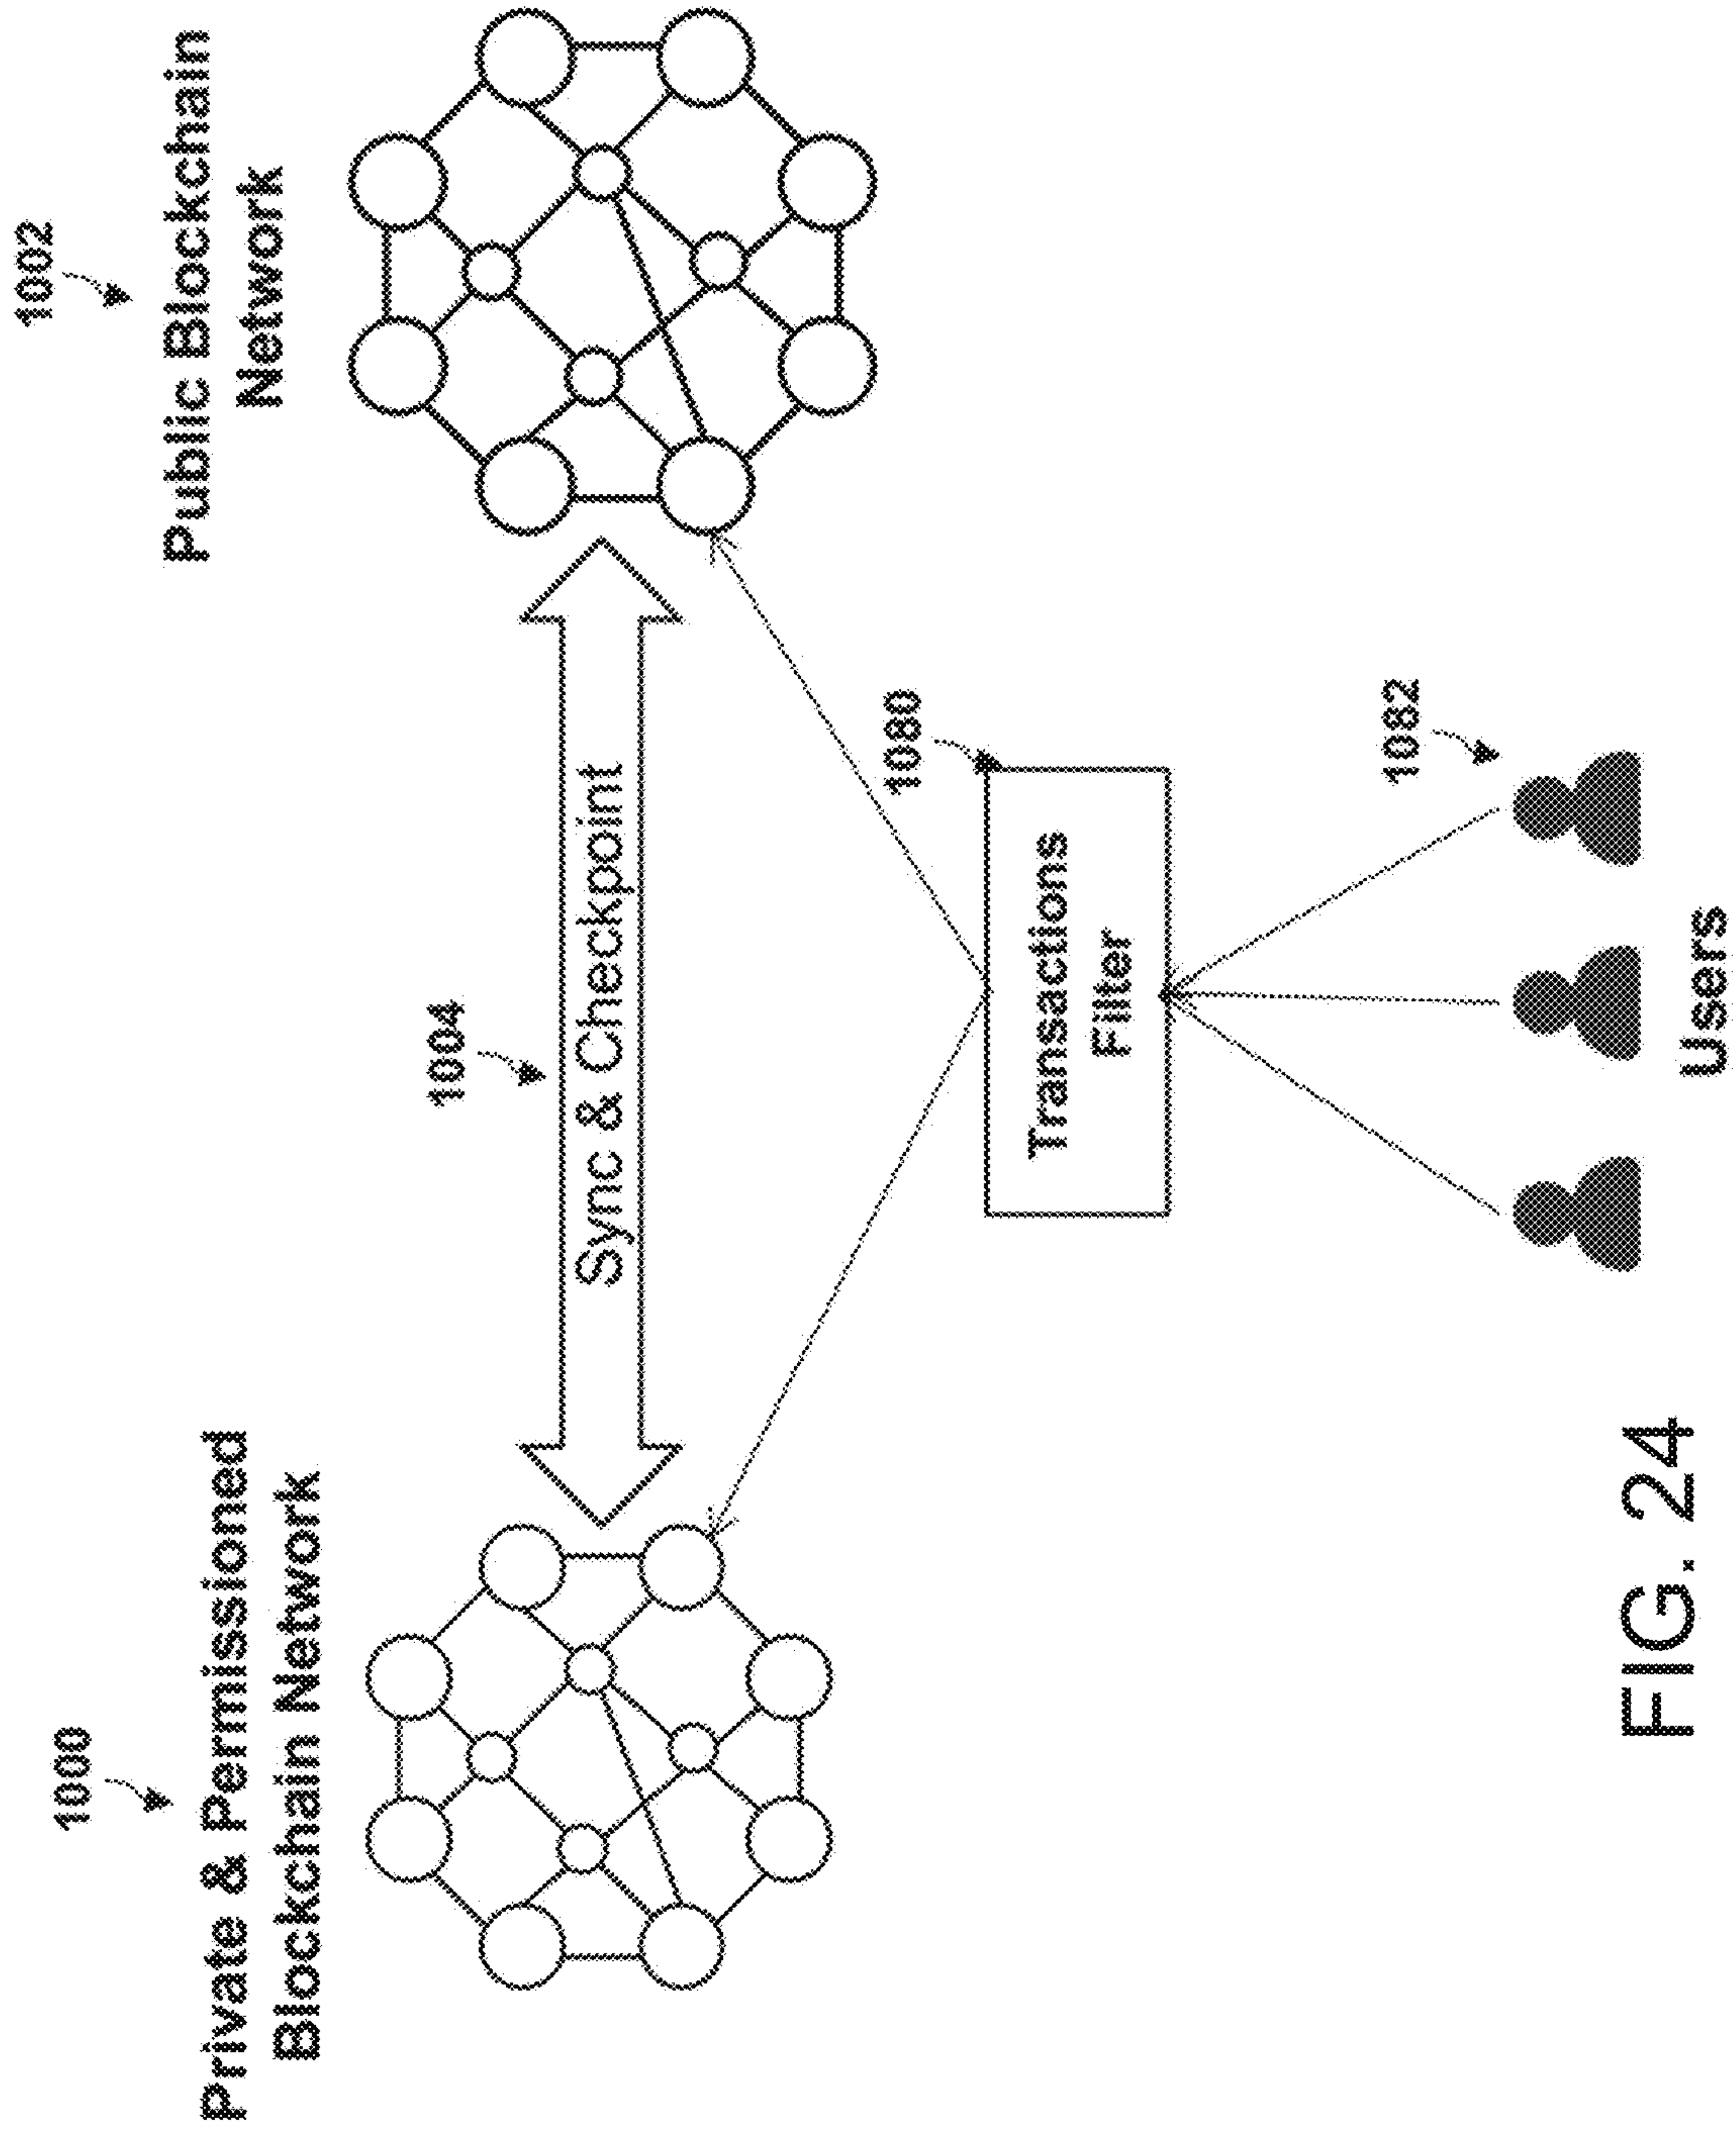 1000
Private & Permissioned
Blockchain Network
1002
Public Blockchain
Network
1004
Sync & Checkpoint
1080
Transactions
Filter
1082
Users
FIG. 24